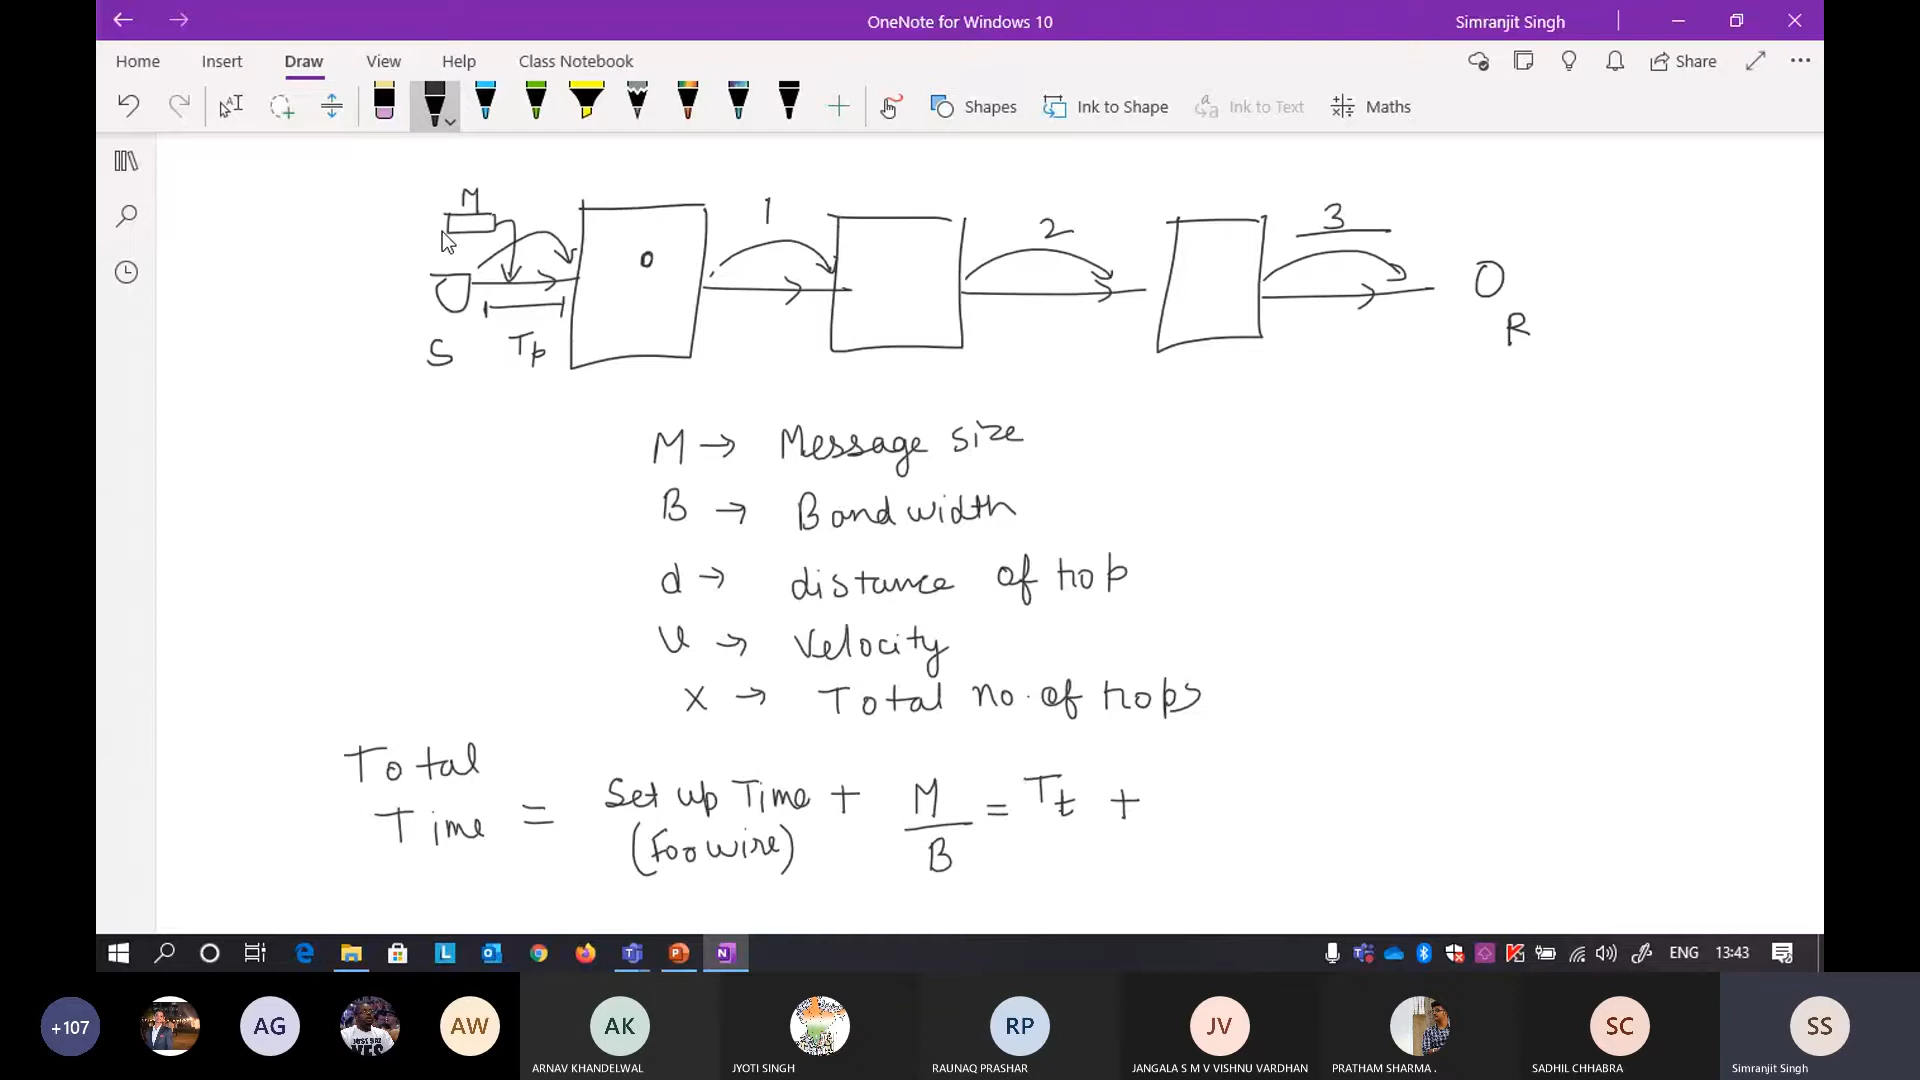 OneNote for Windows 10
Simranjit Singh
Home Insert Draw View Help Class Notebook
Share
Shapes Ink to Shape Ink to Text Maths
M
0
1
2
3
S
Tp
O
R
M → Message size
B → Bandwidth
d → distance of hop
v → Velocity
x → Total no. of hops
Total
Time = Set up Time + M/B = Tt +
ENG 13:43
+107 AG AW AK RP JV SC SS
ARNAV KHANDELWAL JYOTI SINGH RAUNAQ PRASHAR JANGALA S M V VISHNU VARDHAN PRATHAM SHARMA . SADHIL CHHABRA Simranjit Singh